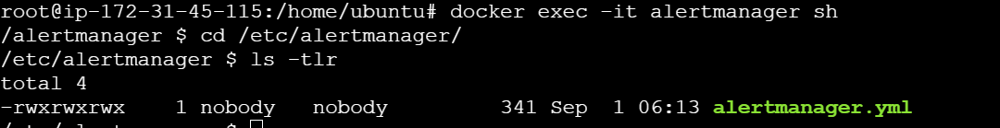 root@ip-172-31-45-115:/home/ubuntu# docker exec -it alertmanager sh
/alertmanager $ cd /etc/alertmanager/
/etc/alertmanager $ ls -tlr
total 4
-rwxrwxrwx    1 nobody   nobody         341 Sep  1 06:13 alertmanager.yml